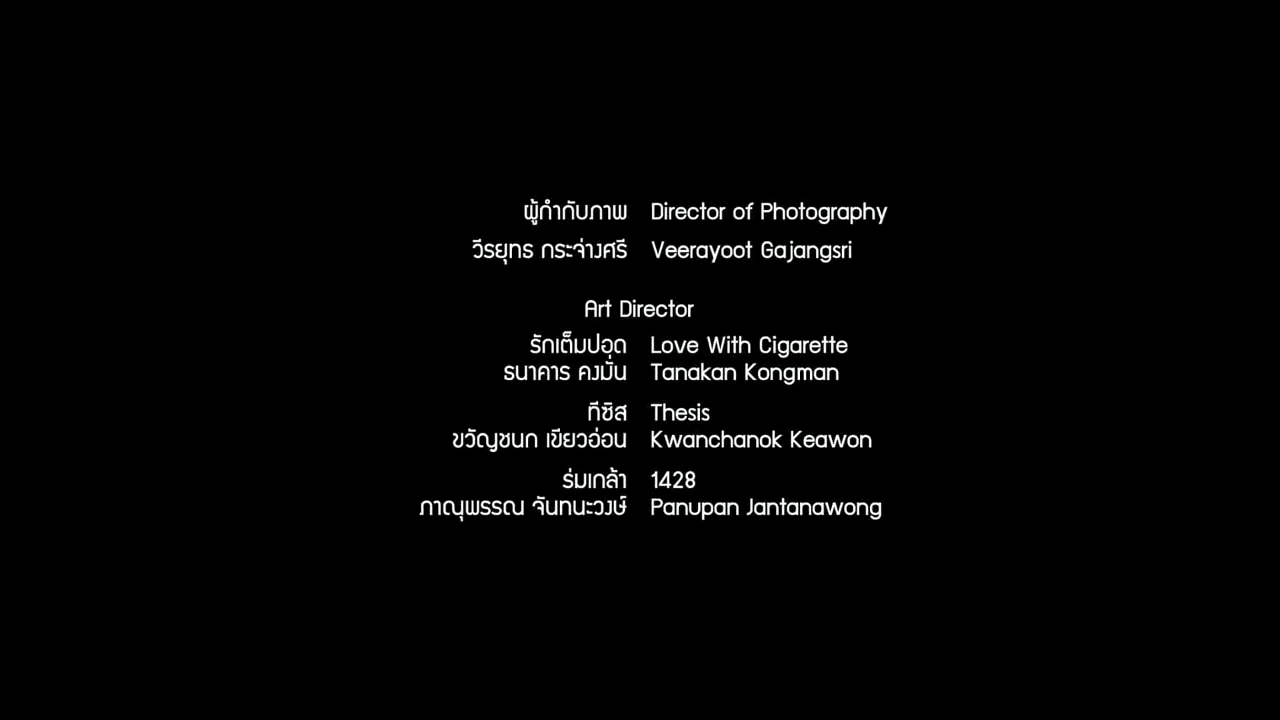 ผู้กำกับภาพ Director of Photography
วีรยุทธ กระจ่างศรี Veerayoot Gajangsri
Art Director
รักเต็มปอด Love With Cigarette
ธนาคาร คงมั่น Tanakan Kongman
ทีซิส Thesis
ขวัญชนก เขียวอ่อน Kwanchanok Keawon
ร่มเกล้า 1428
ภาณุพรรณ จันทนะวงษ์ Panupan Jantanawong